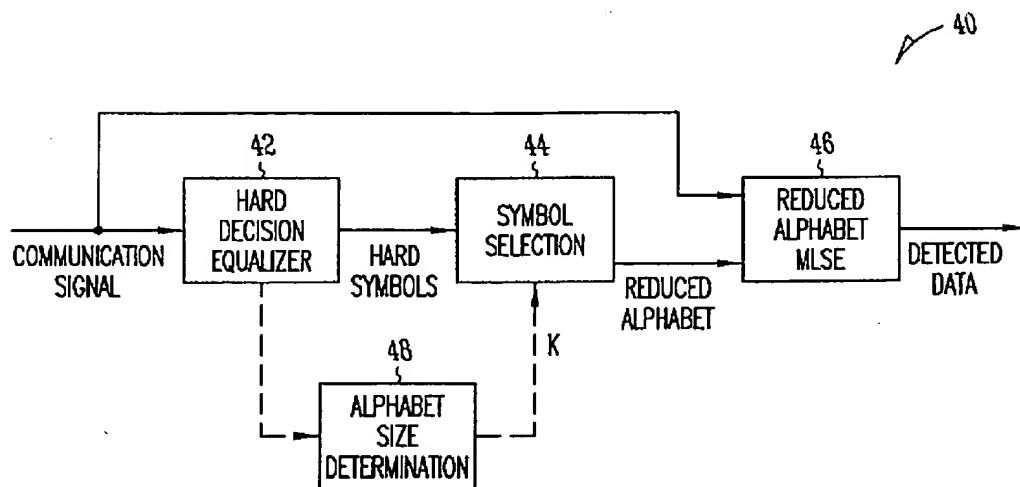 40
42
HARD
DECISION
EQUALIZER
44
SYMBOL
SELECTION
46
REDUCED
ALPHABET
MLSE
COMMUNICATION
SIGNAL
HARD
SYMBOLS
REDUCED
ALPHABET
DETECTED
DATA
K
48
ALPHABET
SIZE
DETERMINATION